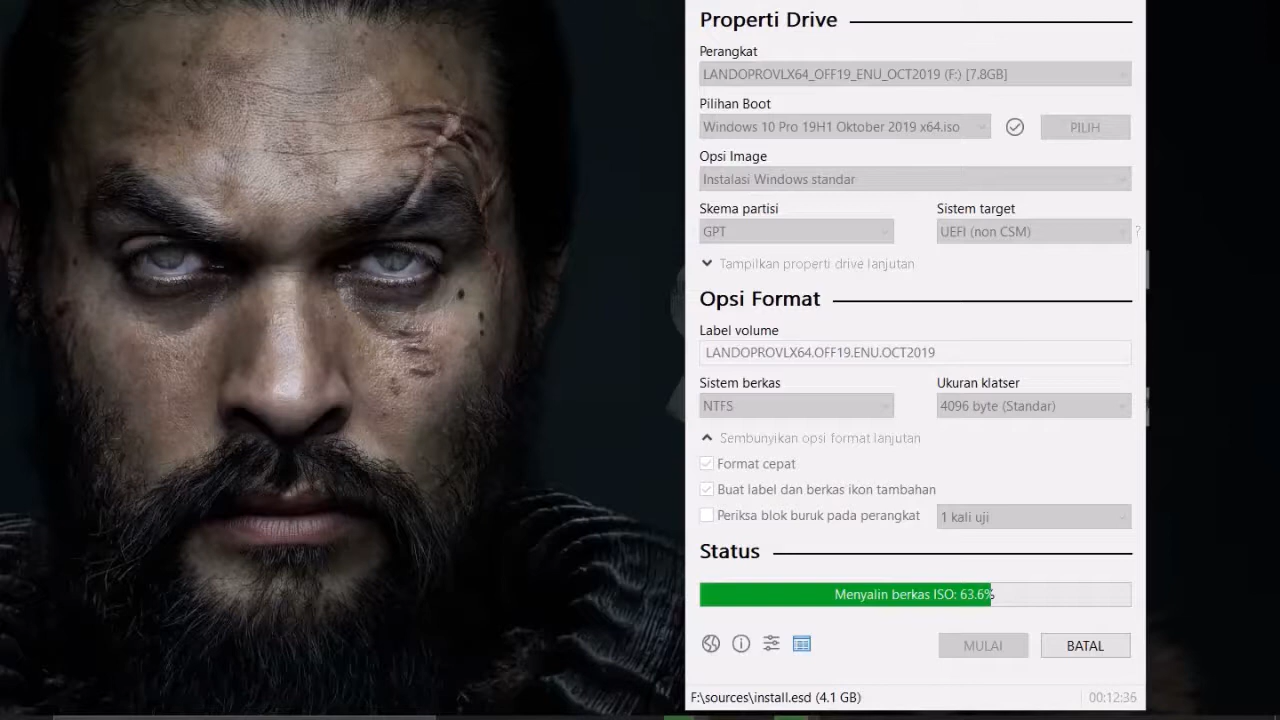 Properti Drive
Perangkat
LANDOPROVLX64_OFF19_ENU_OCT2019 (F:) [7.8GB]
Pilihan Boot
Windows 10 Pro 19H1 Oktober 2019 x64.iso
PILIH
Opsi Image
Instalasi Windows standar
Skema partisi Sistem target
GPT UEFI (non CSM) ?
Tampilkan properti drive lanjutan
Opsi Format
Label volume
LANDOPROVLX64.OFF19.ENU.OCT2019
Sistem berkas Ukuran klatser
NTFS 4096 byte (Standar)
Sembunyikan opsi format lanjutan
Format cepat
Buat label dan berkas ikon tambahan
Periksa blok buruk pada perangkat 1 kali uji
Status
Menyalin berkas ISO: 63.6%
MULAI BATAL
F:\sources\install.esd (4.1 GB) 00:12:36